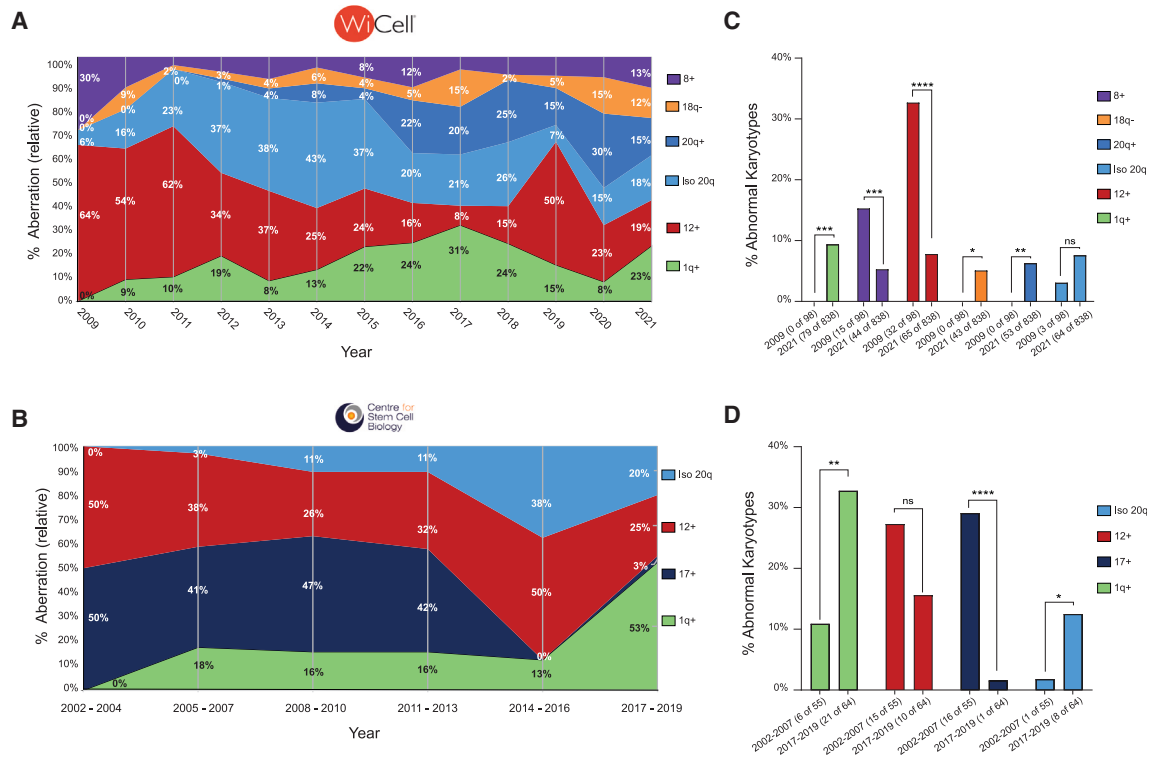 A
WiCell
% Aberration (relative)
100%
90%
80%
70%
60%
50%
40%
30%
20%
10%
0%
30%
0%
0%
6%
64%
0%
9%
0%
16%
54%
9%
2%
0%
23%
62%
10%
3%
1%
37%
34%
19%
4%
4%
38%
37%
8%
6%
8%
43%
25%
13%
8%
4%
4%
37%
24%
22%
12%
5%
22%
20%
16%
24%
15%
20%
21%
8%
31%
2%
25%
26%
15%
24%
5%
15%
7%
50%
15%
15%
30%
15%
23%
8%
13%
12%
15%
18%
19%
23%
8+
18q-
20q+
Iso 20q
12+
1q+
2009
2010
2011
2012
2013
2014
2015
2016
2017
2018
2019
2020
2021
Year
C
% Abnormal Karyotypes
40%
30%
20%
10%
0%
***
***
****
*
**
ns
2009 (0 of 98)
2021 (79 of 838)
2009 (15 of 98)
2021 (44 of 838)
2009 (32 of 98)
2021 (65 of 838)
2009 (0 of 98)
2021 (43 of 838)
2009 (0 of 98)
2021 (53 of 838)
2009 (3 of 98)
2021 (64 of 838)
8+
18q-
20q+
Iso 20q
12+
1q+
B
Centre for
Stem Cell
Biology
% Aberration (relative)
100%
90%
80%
70%
60%
50%
40%
30%
20%
10%
0%
0%
50%
50%
0%
3%
38%
41%
18%
11%
26%
47%
16%
11%
32%
42%
16%
38%
50%
0%
13%
20%
25%
3%
53%
Iso 20q
12+
17+
1q+
2002 - 2004
2005 - 2007
2008 - 2010
2011 - 2013
2014 - 2016
2017 - 2019
Year
D
% Abnormal Karyotypes
40%
30%
20%
10%
0%
**
ns
****
*
2002-2007 (6 of 55)
2017-2019 (21 of 64)
2002-2007 (15 of 55)
2017-2019 (10 of 64)
2002-2007 (16 of 55)
2017-2019 (1 of 64)
2002-2007 (1 of 55)
2017-2019 (8 of 64)
Iso 20q
12+
17+
1q+